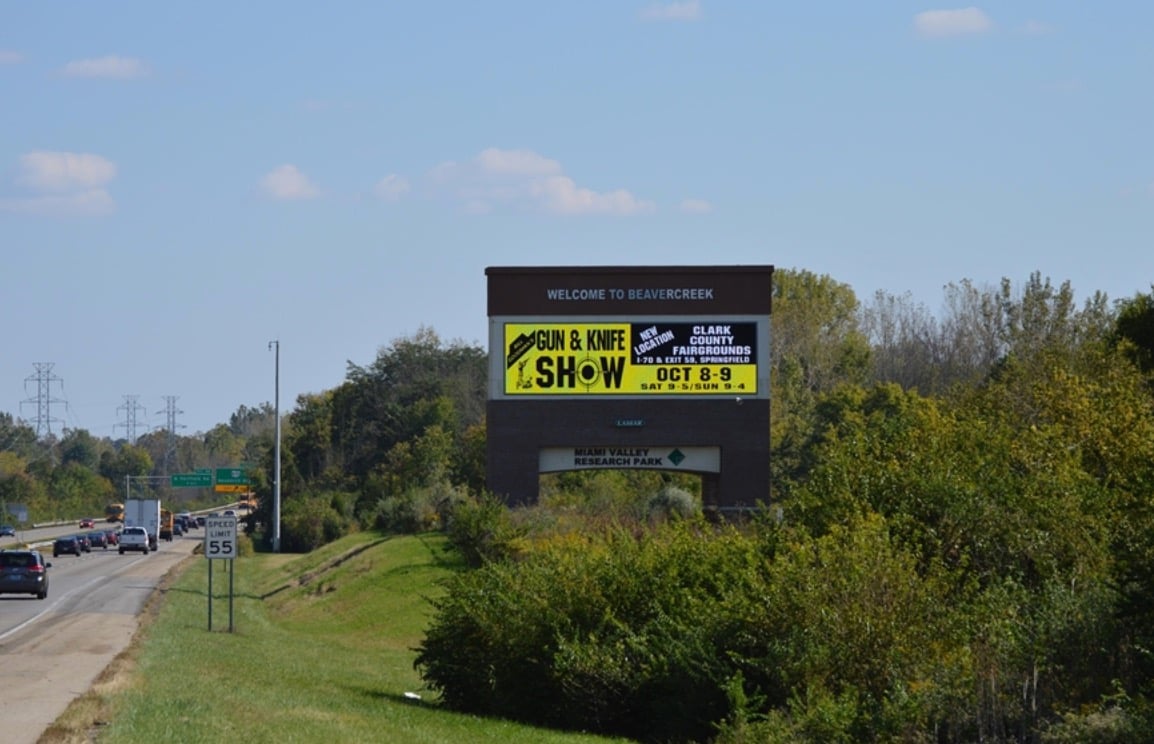 WELCOME TO BEAVERCREEK
GUN & KNIFE
SHOW
NEW
LOCATION
CLARK
COUNTY
FAIRGROUNDS
I-70 & EXIT 59, SPRINGFIELD
OCT 8-9
SAT 9-5/SUN 9-4
LAMAR
MIAMI VALLEY
RESEARCH PARK
SPEED
LIMIT
55